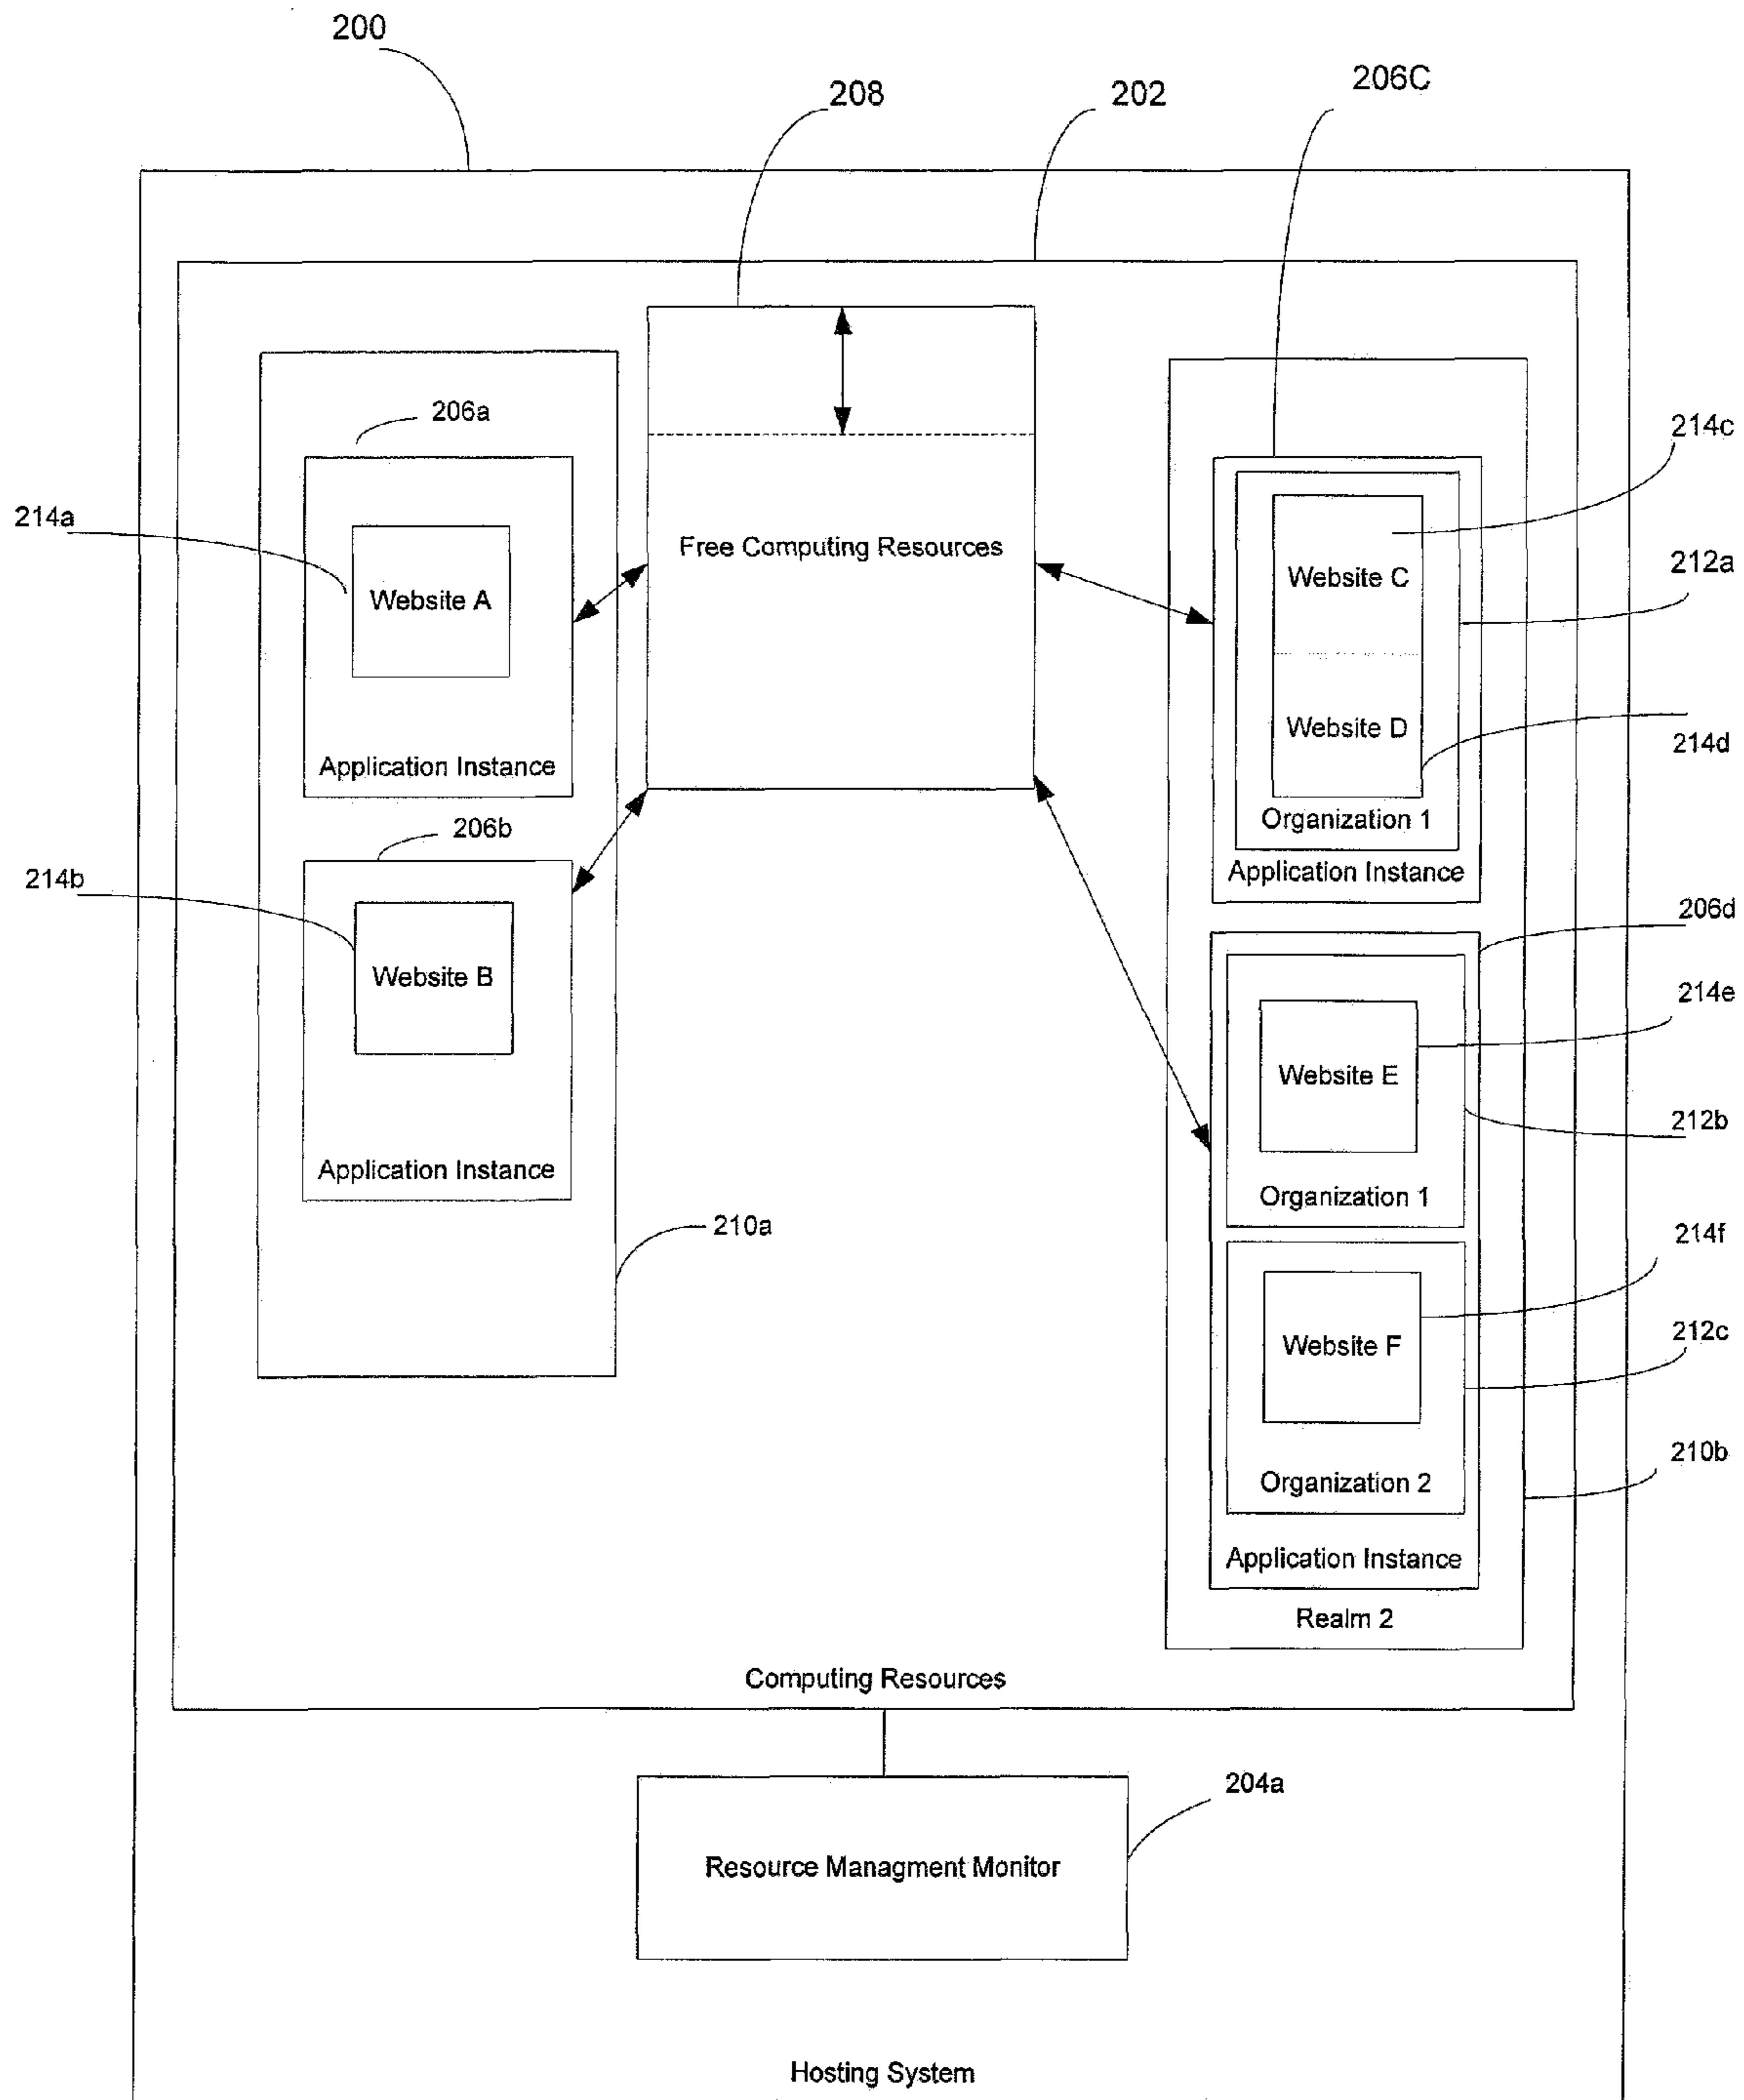 200
208
202
206C
206a
214c
214a
Free Computing Resources
212a
Website C
Website A
Website D
214d
Application Instance
Organization 1
206b
Application Instance
214b
206d
Website B
214e
Website E
212b
Application Instance
Organization 1
210a
214f
Website F
212c
210b
Organization 2
Application Instance
Realm 2
Computing Resources
204a
Resource Managment Monitor
Hosting System